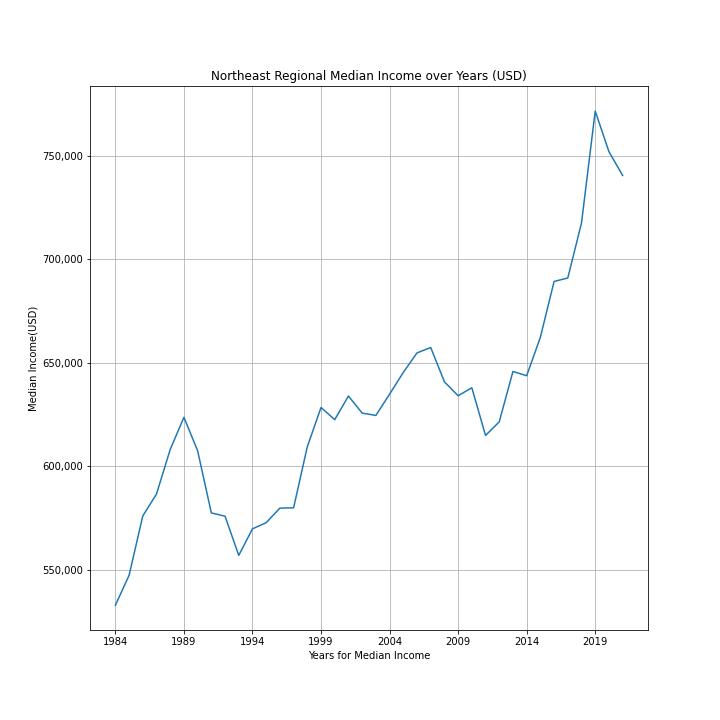 Northeast Regional Median Income over Years (USD)
Median Income(USD)
750,000
700,000
650,000
600,000
550,000
1984 1989 1994 1999 2004 2009 2014 2019
Years for Median Income